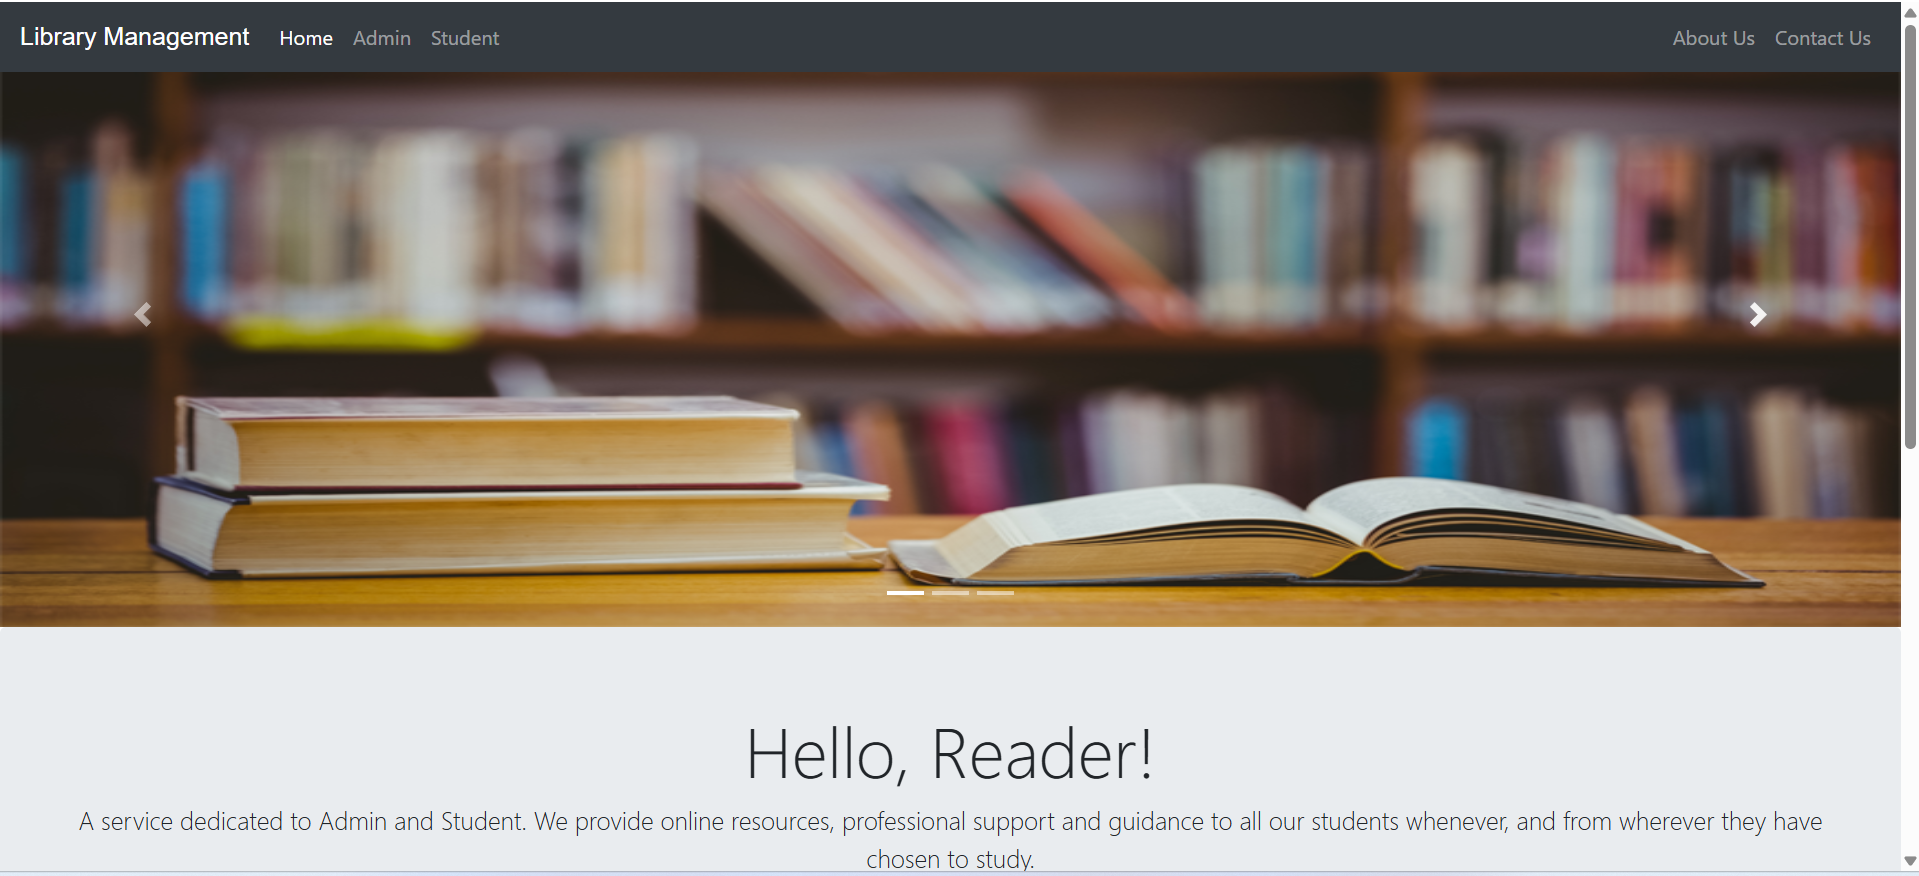 Library Management Home Admin Student About Us Contact Us
Hello, Reader!
A service dedicated to Admin and Student. We provide online resources, professional support and guidance to all our students whenever, and from wherever they have
chosen to study.